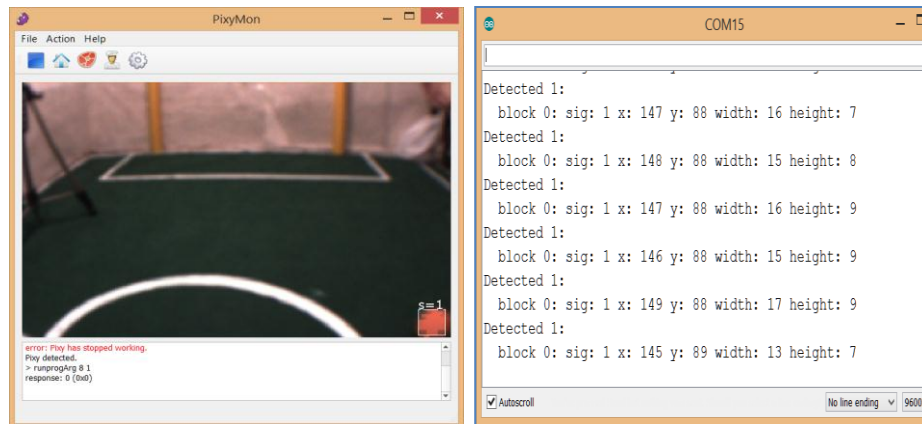 PixyMon
File Action Help
s=1
error: Pixy has stopped working.
Pixy detected.
> runprogArg 8 1
response: 0 (0x0)
COM15
Detected 1:
block 0: sig: 1 x: 147 y: 88 width: 16 height: 7
Detected 1:
block 0: sig: 1 x: 148 y: 88 width: 15 height: 8
Detected 1:
block 0: sig: 1 x: 147 y: 88 width: 16 height: 9
Detected 1:
block 0: sig: 1 x: 146 y: 88 width: 15 height: 9
Detected 1:
block 0: sig: 1 x: 149 y: 88 width: 17 height: 9
Detected 1:
block 0: sig: 1 x: 145 y: 89 width: 13 height: 7
Autoscroll
No line ending
9600